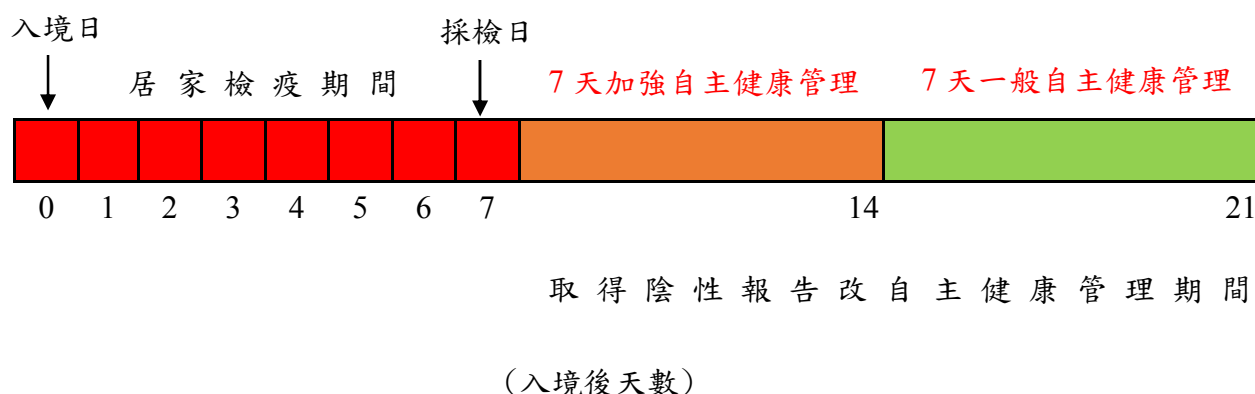 入境日 採檢日
居家檢疫期間 7天加強自主健康管理 7天一般自主健康管理
0 1 2 3 4 5 6 7 14 21
取得陰性報告改自主健康管理期間
(入境後天數)